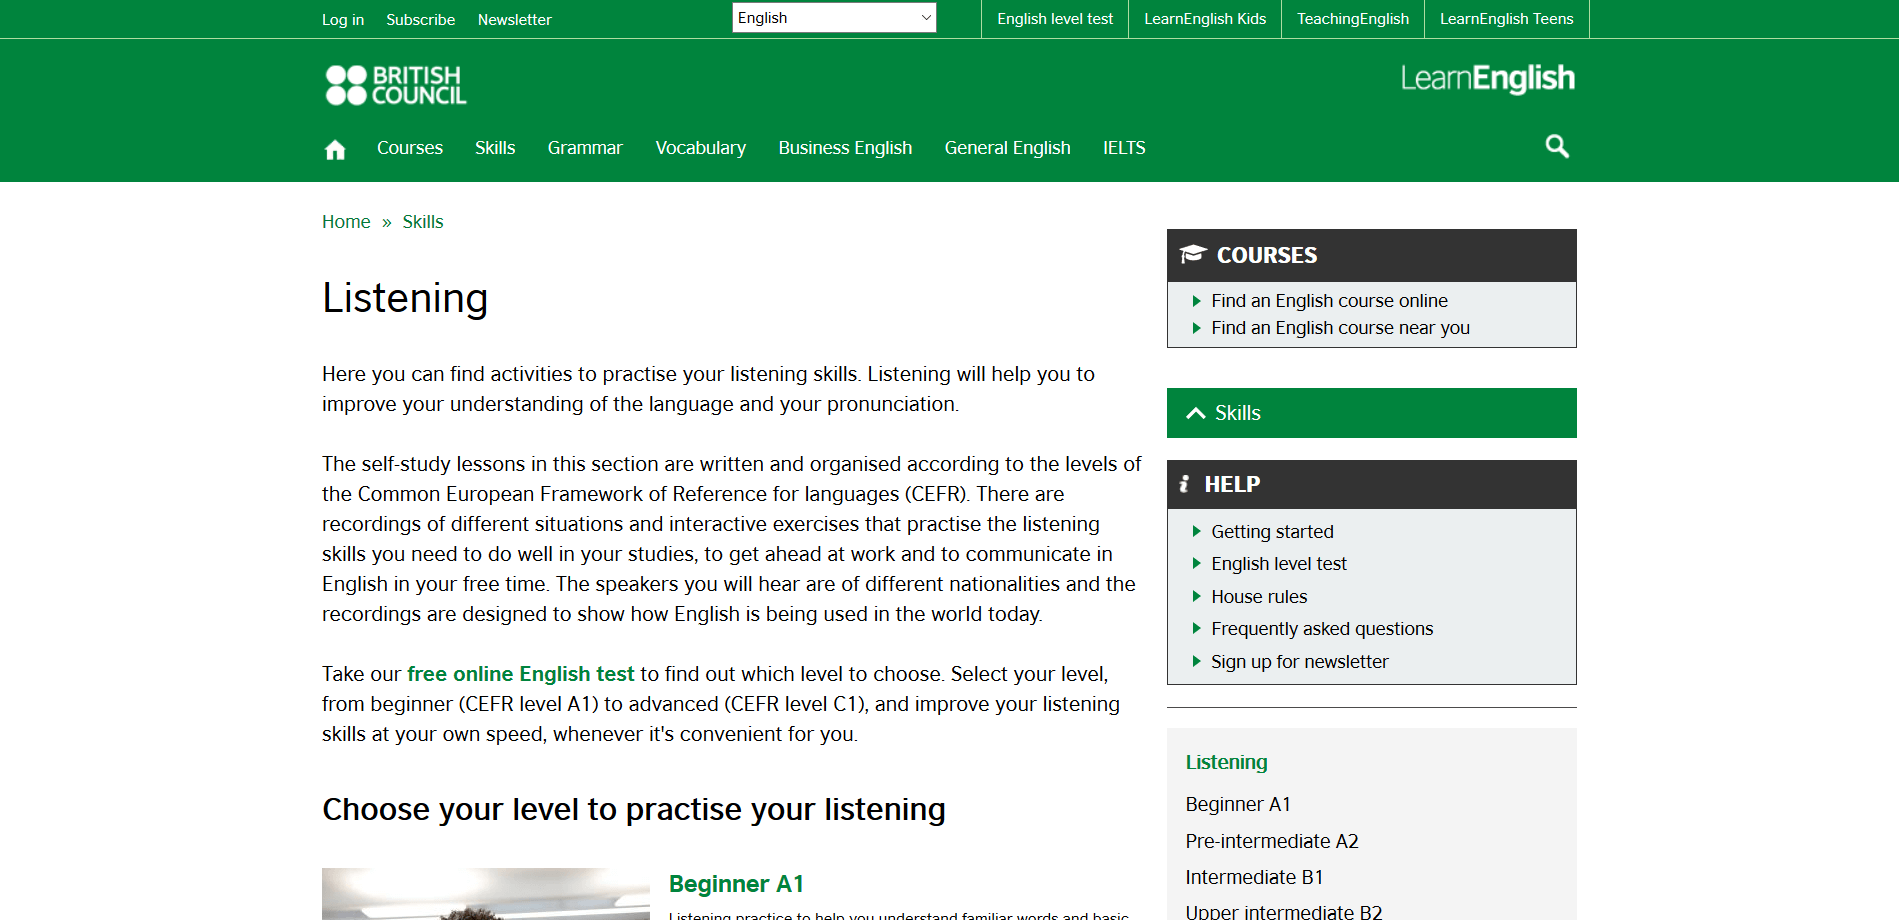 Log in Subscribe Newsletter
English
English level test LearnEnglish Kids TeachingEnglish LearnEnglish Teens
BRITISH
COUNCIL
LearnEnglish
Courses Skills Grammar Vocabulary Business English General English IELTS
Home » Skills
Listening
Here you can find activities to practise your listening skills. Listening will help you to
improve your understanding of the language and your pronunciation.
The self-study lessons in this section are written and organised according to the levels of
the Common European Framework of Reference for languages (CEFR). There are
recordings of different situations and interactive exercises that practise the listening
skills you need to do well in your studies, to get ahead at work and to communicate in
English in your free time. The speakers you will hear are of different nationalities and the
recordings are designed to show how English is being used in the world today.
Take our free online English test to find out which level to choose. Select your level,
from beginner (CEFR level A1) to advanced (CEFR level C1), and improve your listening
skills at your own speed, whenever it's convenient for you.
Choose your level to practise your listening
Beginner A1
Listening practice to help you understand familiar words and basic
COURSES
Find an English course online
Find an English course near you
Skills
HELP
Getting started
English level test
House rules
Frequently asked questions
Sign up for newsletter
Listening
Beginner A1
Pre-intermediate A2
Intermediate B1
Upper intermediate B2